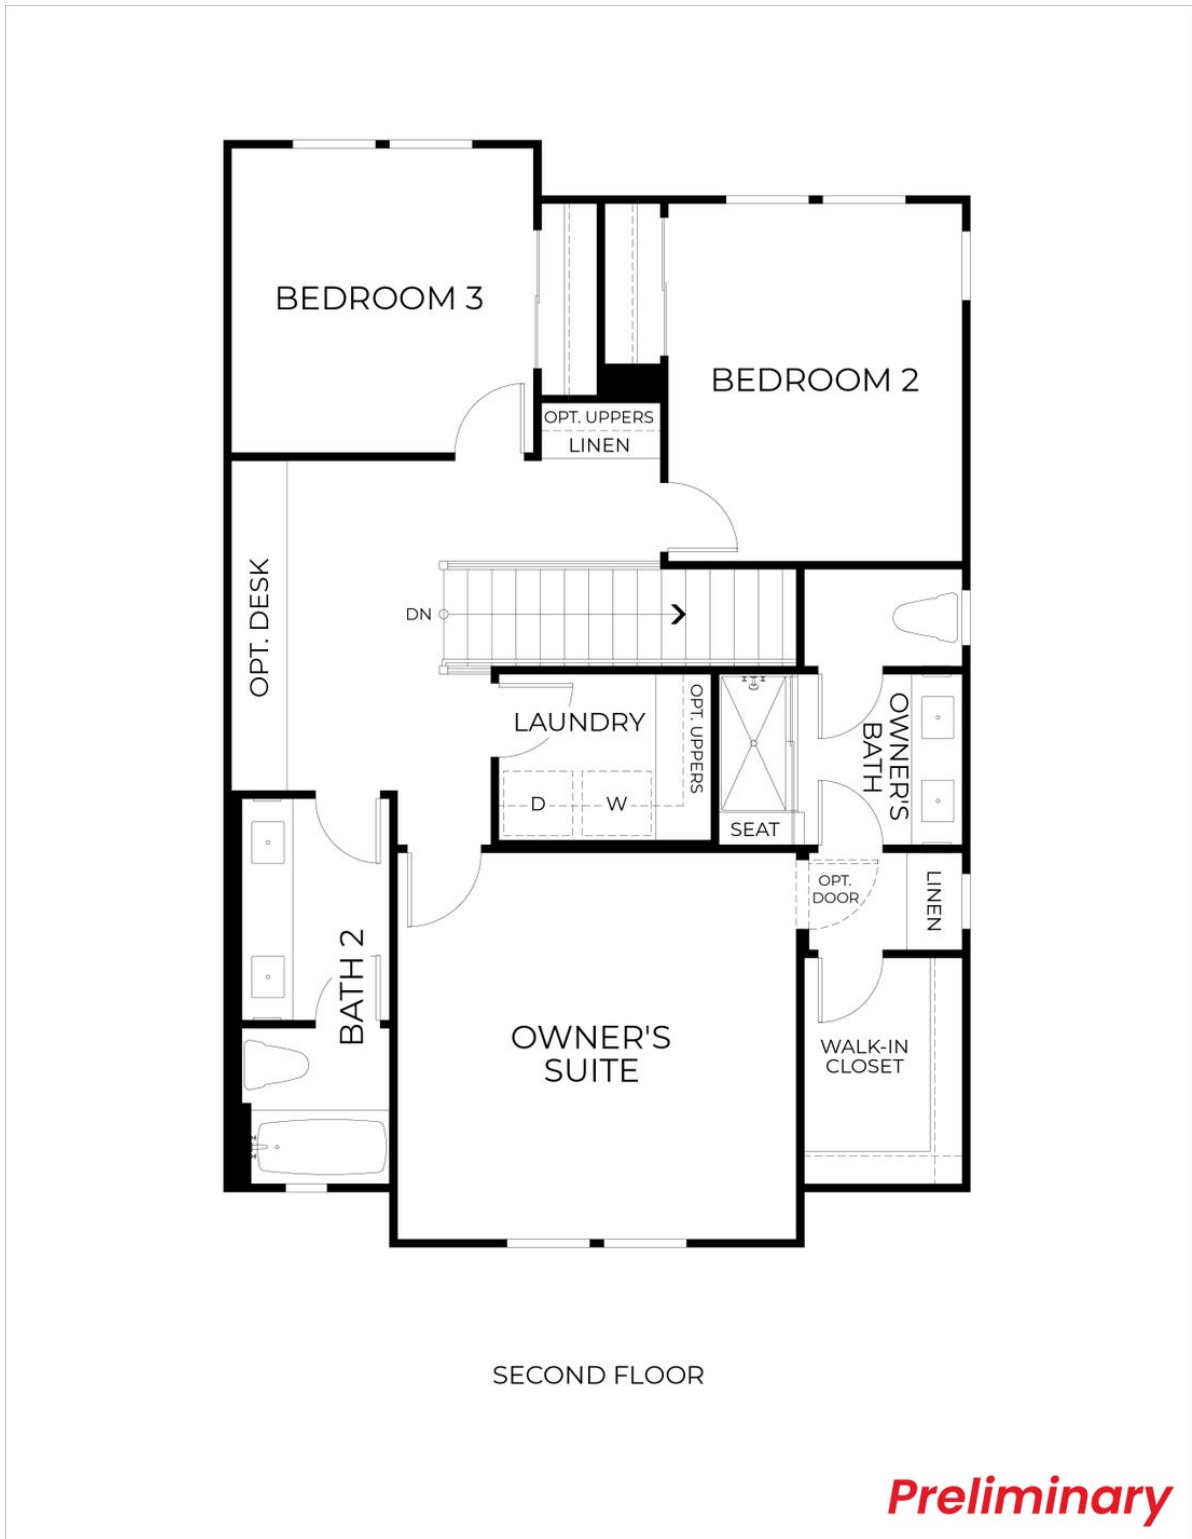 BEDROOM 3
BEDROOM 2
OPT. UPPERS
LINEN
OPT. DESK
DN
LAUNDRY
OPT. UPPERS
D
W
OWNER'S
BATH
SEAT
OPT.
DOOR
LINEN
BATH 2
OWNER'S
SUITE
WALK-IN
CLOSET
SECOND FLOOR
Preliminary